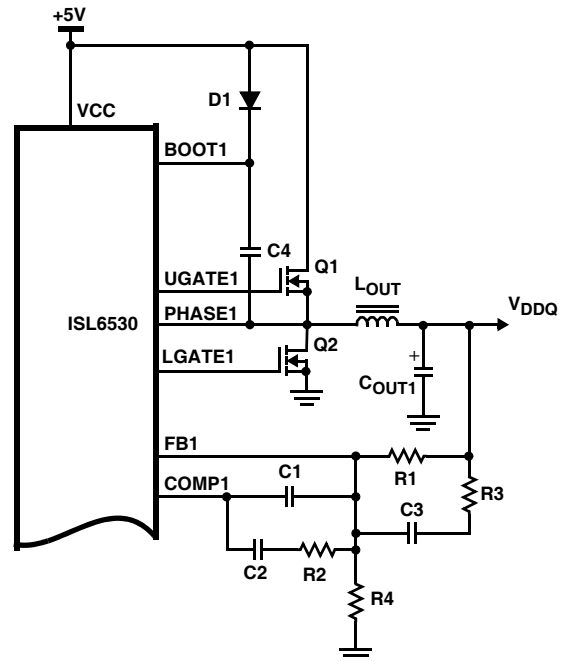 +5V
VCC
D1
BOOT1
C4
Q1
UGATE1
LOUT
VDDQ
ISL6530
PHASE1
Q2
LGATE1
+
COUT1
FB1
R1
C1
COMP1
R3
C3
C2
R2
R4